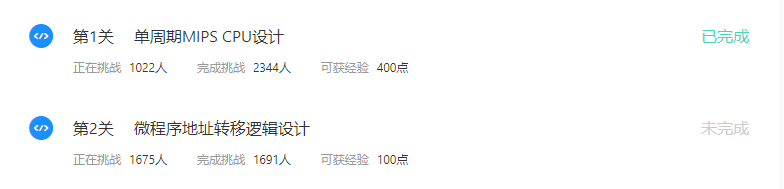 第1关 单周期MIPS CPU设计 已完成
正在挑战 1022人 完成挑战 2344人 可获经验 400点
第2关 微程序地址转移逻辑设计 未完成
正在挑战 1675人 完成挑战 1691人 可获经验 100点